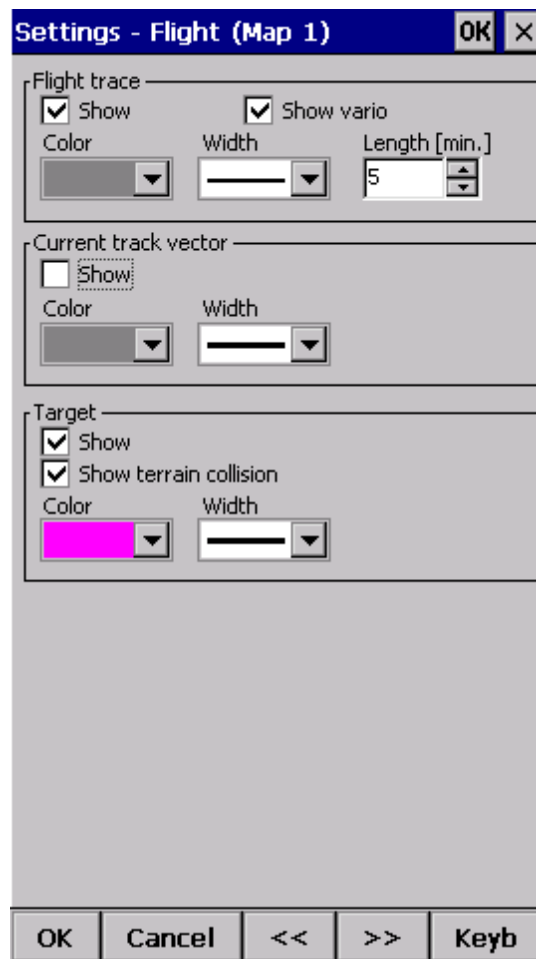 Settings - Flight (Map 1) OK ×
Flight trace
Show Show vario
Color Width Length [min.]
5
Current track vector
Show
Color Width
Target
Show
Show terrain collision
Color Width
OK Cancel << >> Keyb